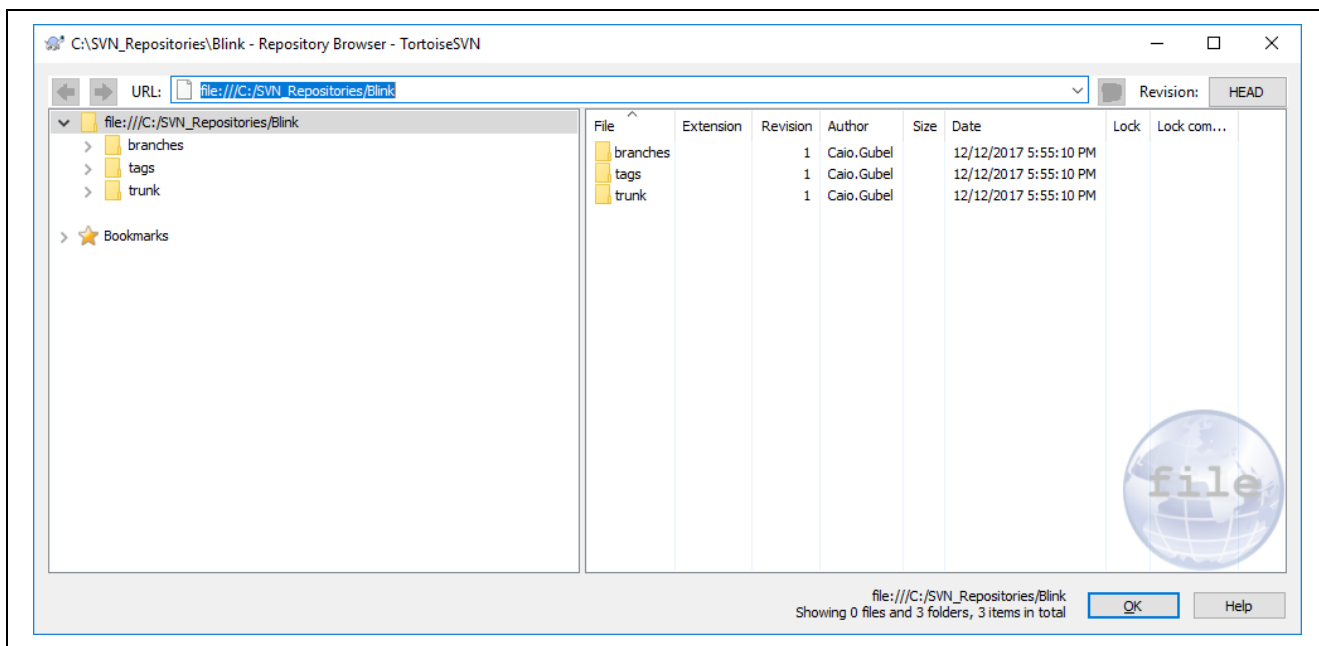 C:\SVN_Repositories\Blink - Repository Browser - TortoiseSVN
URL: file:///C:/SVN_Repositories/Blink Revision: HEAD
file:///C:/SVN_Repositories/Blink
branches
tags
trunk
Bookmarks
File Extension Revision Author Size Date Lock Lock com...
branches 1 Caio.Gubel 12/12/2017 5:55:10 PM
tags 1 Caio.Gubel 12/12/2017 5:55:10 PM
trunk 1 Caio.Gubel 12/12/2017 5:55:10 PM
file
file:///C:/SVN_Repositories/Blink
Showing 0 files and 3 folders, 3 items in total
OK Help